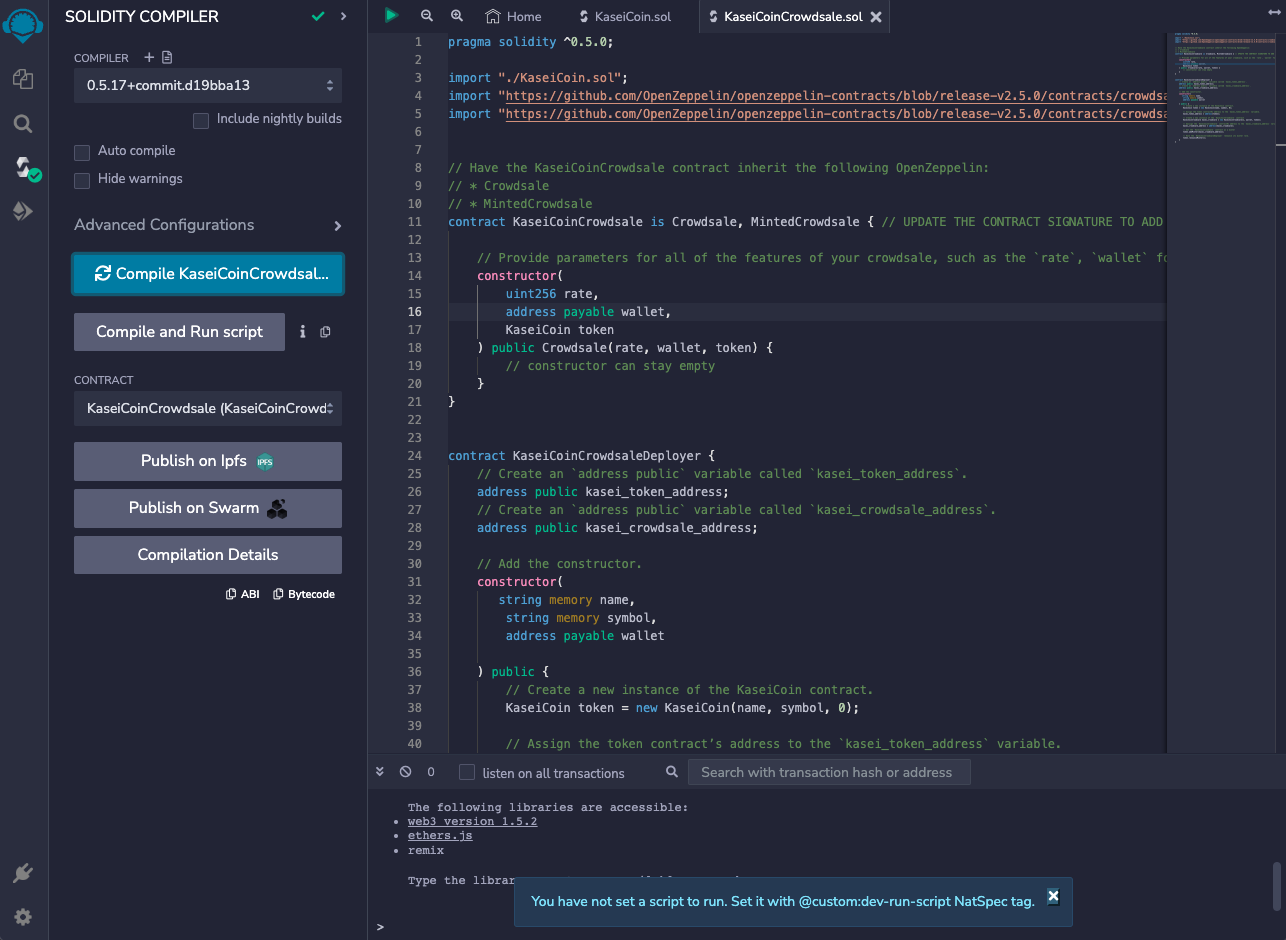 SOLIDITY COMPILER
COMPILER
0.5.17+commit.d19bba13
Include nightly builds
Auto compile
Hide warnings
Advanced Configurations
Compile KaseiCoinCrowdsal...
Compile and Run script
CONTRACT
KaseiCoinCrowdsale (KaseiCoinCrowd
Publish on Ipfs IPFS
Publish on Swarm
Compilation Details
ABI Bytecode
Home KaseiCoin.sol KaseiCoinCrowdsale.sol
1 pragma solidity ^0.5.0;
2
3 import "./KaseiCoin.sol";
4 import "https://github.com/OpenZeppelin/openzeppelin-contracts/blob/release-v2.5.0/contracts/crowdsa
5 import "https://github.com/OpenZeppelin/openzeppelin-contracts/blob/release-v2.5.0/contracts/crowdsa
6
7
8 // Have the KaseiCoinCrowdsale contract inherit the following OpenZeppelin:
9 // * Crowdsale
10 // * MintedCrowdsale
11 contract KaseiCoinCrowdsale is Crowdsale, MintedCrowdsale { // UPDATE THE CONTRACT SIGNATURE TO ADD
12
13 // Provide parameters for all of the features of your crowdsale, such as the `rate`, `wallet` fo
14 constructor(
15 uint256 rate,
16 address payable wallet,
17 KaseiCoin token
18 ) public Crowdsale(rate, wallet, token) {
19 // constructor can stay empty
20 }
21 }
22
23
24 contract KaseiCoinCrowdsaleDeployer {
25 // Create an `address public` variable called `kasei_token_address`.
26 address public kasei_token_address;
27 // Create an `address public` variable called `kasei_crowdsale_address`.
28 address public kasei_crowdsale_address;
29
30 // Add the constructor.
31 constructor(
32 string memory name,
33 string memory symbol,
34 address payable wallet
35
36 ) public {
37 // Create a new instance of the KaseiCoin contract.
38 KaseiCoin token = new KaseiCoin(name, symbol, 0);
39
40 // Assign the token contract's address to the `kasei_token_address` variable.
0 listen on all transactions Search with transaction hash or address
The following libraries are accessible:
• web3 version 1.5.2
• ethers.js
• remix
Type the librar
You have not set a script to run. Set it with @custom:dev-run-script NatSpec tag.
>